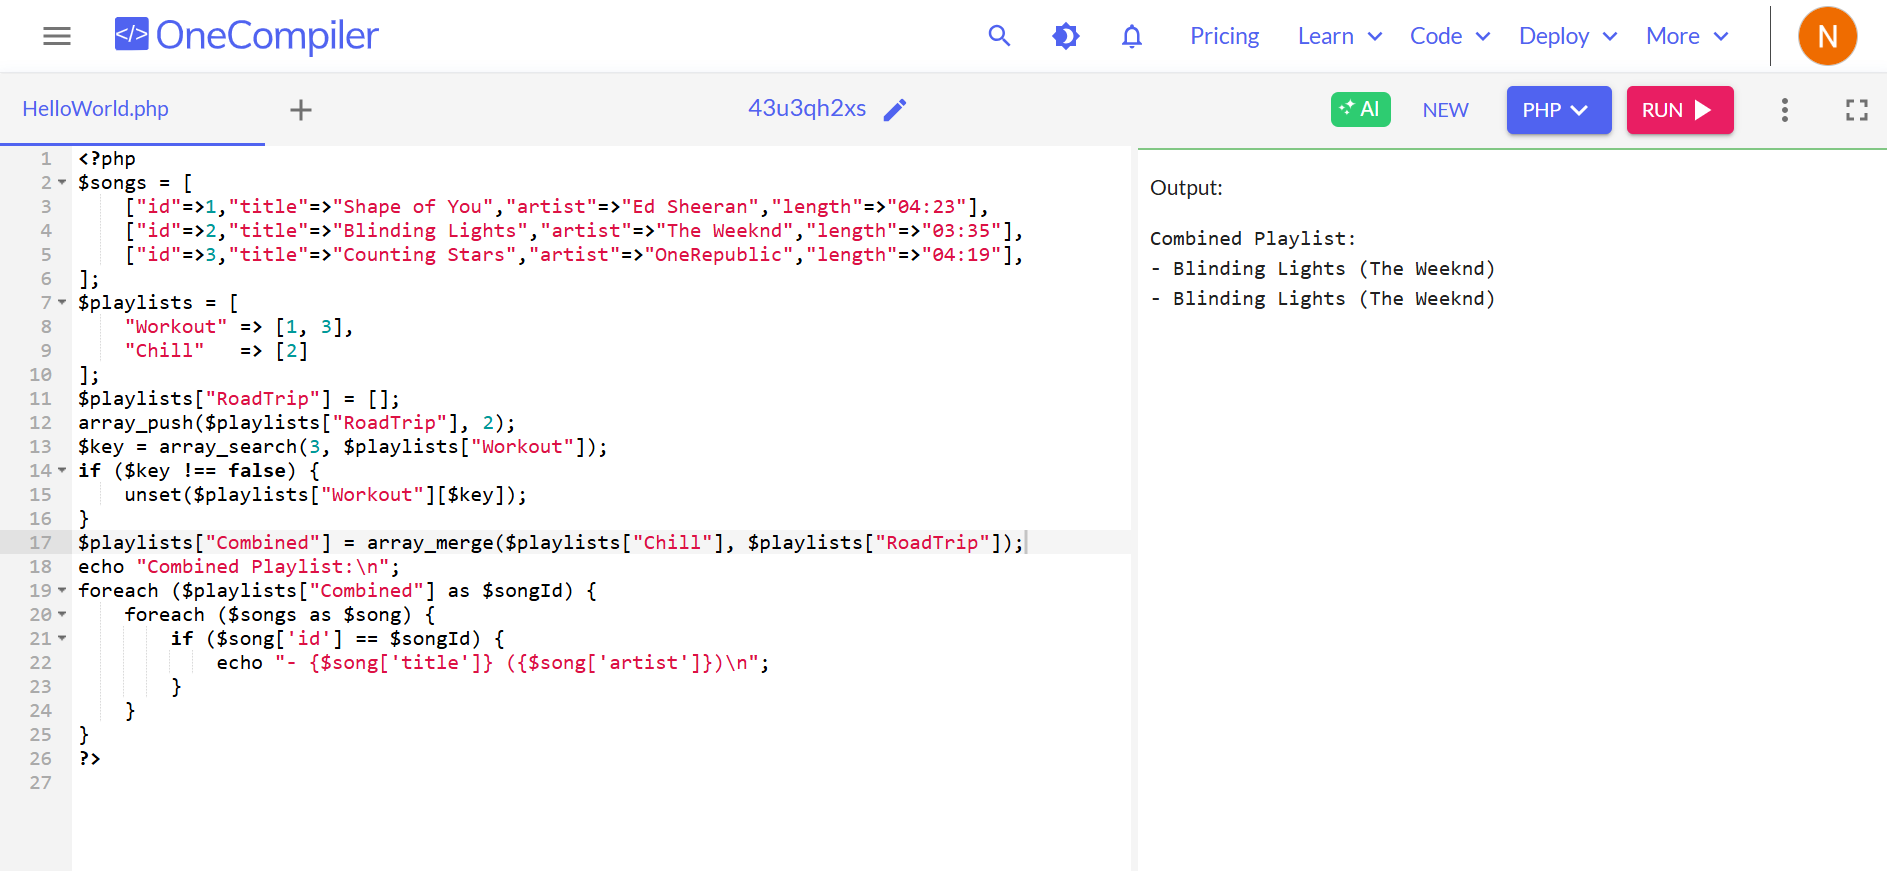 </> OneCompiler Pricing Learn Code Deploy More N
HelloWorld.php + 43u3qh2xs AI NEW PHP RUN
1 <?php
2 $songs = [
3     ["id"=>1,"title"=>"Shape of You","artist"=>"Ed Sheeran","length"=>"04:23"],
4     ["id"=>2,"title"=>"Blinding Lights","artist"=>"The Weeknd","length"=>"03:35"],
5     ["id"=>3,"title"=>"Counting Stars","artist"=>"OneRepublic","length"=>"04:19"],
6 ];
7 $playlists = [
8     "Workout" => [1, 3],
9     "Chill"   => [2]
10 ];
11 $playlists["RoadTrip"] = [];
12 array_push($playlists["RoadTrip"], 2);
13 $key = array_search(3, $playlists["Workout"]);
14 if ($key !== false) {
15     unset($playlists["Workout"][$key]);
16 }
17 $playlists["Combined"] = array_merge($playlists["Chill"], $playlists["RoadTrip"]);
18 echo "Combined Playlist:\n";
19 foreach ($playlists["Combined"] as $songId) {
20     foreach ($songs as $song) {
21         if ($song['id'] == $songId) {
22             echo "- {$song['title']} ({$song['artist']})\n";
23         }
24     }
25 }
26 ?>
27
Output:
Combined Playlist:
- Blinding Lights (The Weeknd)
- Blinding Lights (The Weeknd)